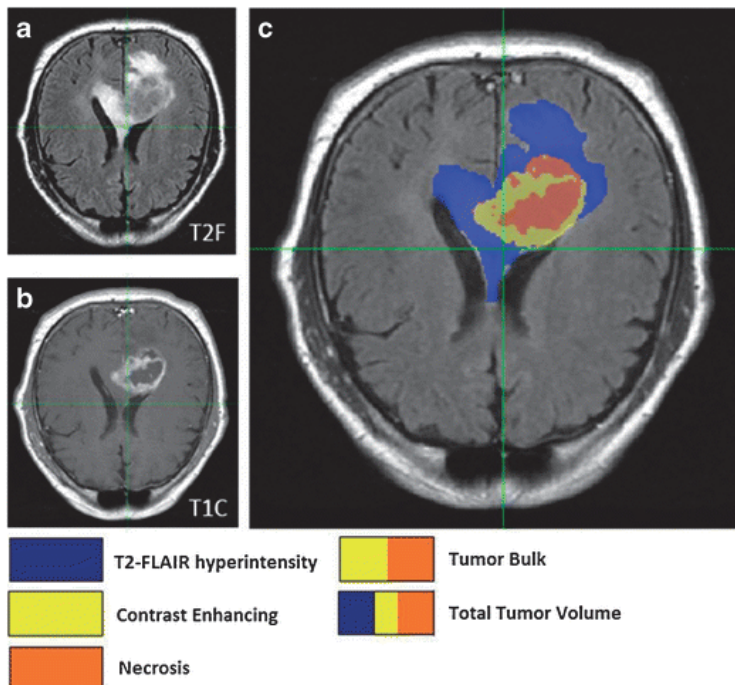 a
T2F
b
T1C
c
T2-FLAIR hyperintensity
Contrast Enhancing
Necrosis
Tumor Bulk
Total Tumor Volume